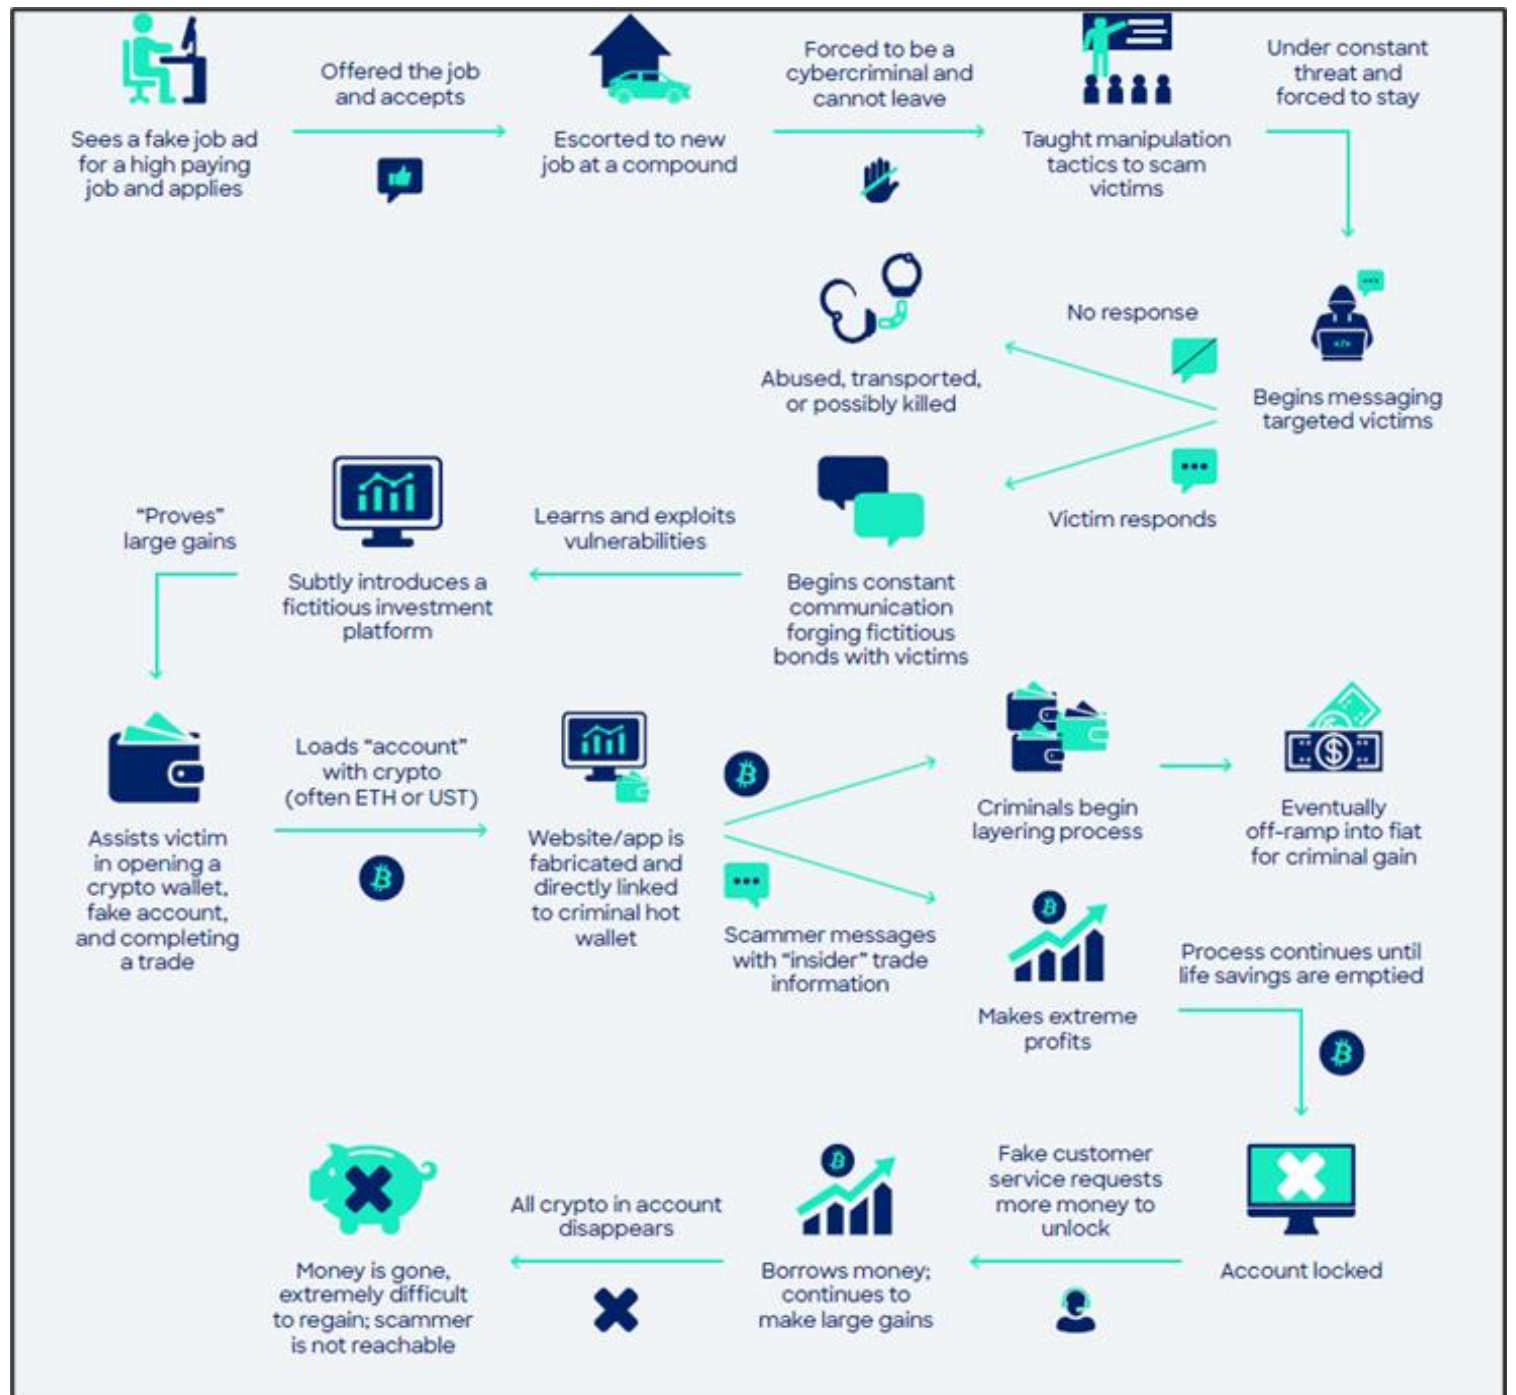 Sees a fake job ad
for a high paying
job and applies
Offered the job
and accepts
Escorted to new
job at a compound
Forced to be a
cybercriminal and
cannot leave
Taught manipulation
tactics to scam
victims
Under constant
threat and
forced to stay
Begins messaging
targeted victims
No response
Abused, transported,
or possibly killed
Victim responds
Begins constant
communication
forging fictitious
bonds with victims
Learns and exploits
vulnerabilities
Subtly introduces a
fictitious investment
platform
“Proves”
large gains
Assists victim
in opening a
crypto wallet,
fake account,
and completing
a trade
Loads “account”
with crypto
(often ETH or UST)
Website/app is
fabricated and
directly linked
to criminal hot
wallet
Criminals begin
layering process
Eventually
off-ramp into fiat
for criminal gain
Scammer messages
with “insider” trade
information
Makes extreme
profits
Process continues until
life savings are emptied
Account locked
Fake customer
service requests
more money to
unlock
Borrows money;
continues to
make large gains
All crypto in account
disappears
Money is gone,
extremely difficult
to regain; scammer
is not reachable